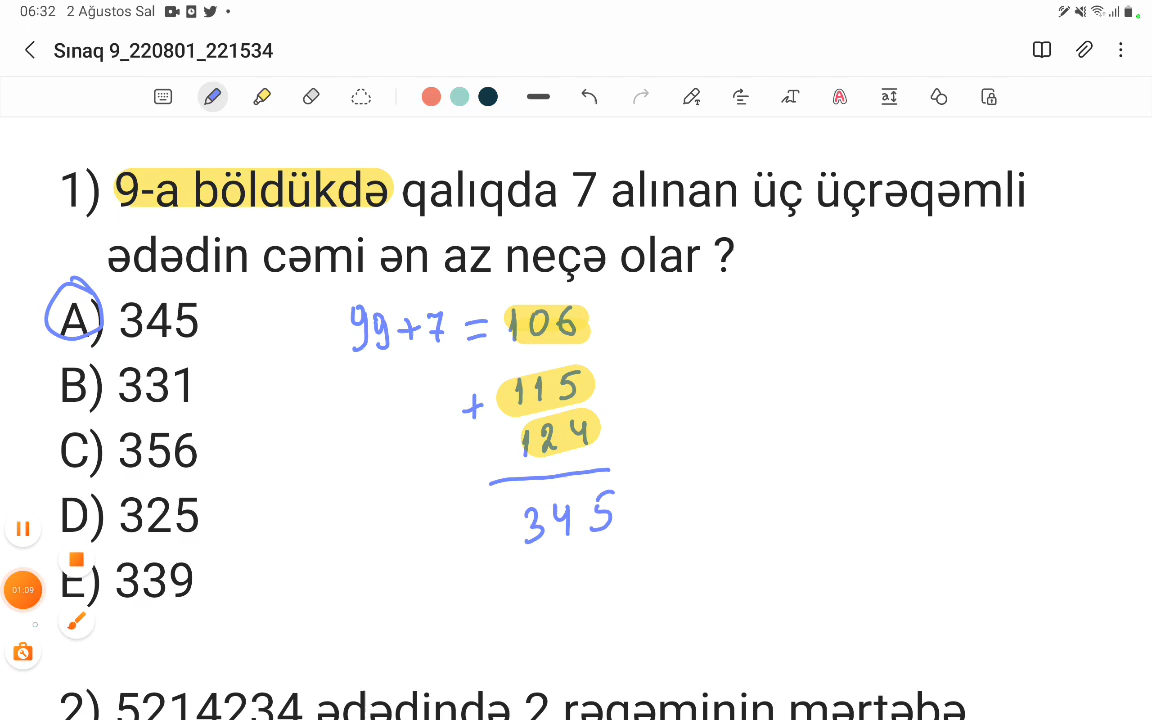 06:32 2 Ağustos Sal
Sınaq 9_220801_221534
1) 9-a böldükdə qalıqda 7 alınan üç üçrəqəmli
ədədin cəmi ən az neçə olar ?
A) 345
B) 331
C) 356
D) 325
E) 339
99+7 = 106
+ 115
124
345
01:09
2) 5214234 ədədində 2 rəqəminin mərtəbə